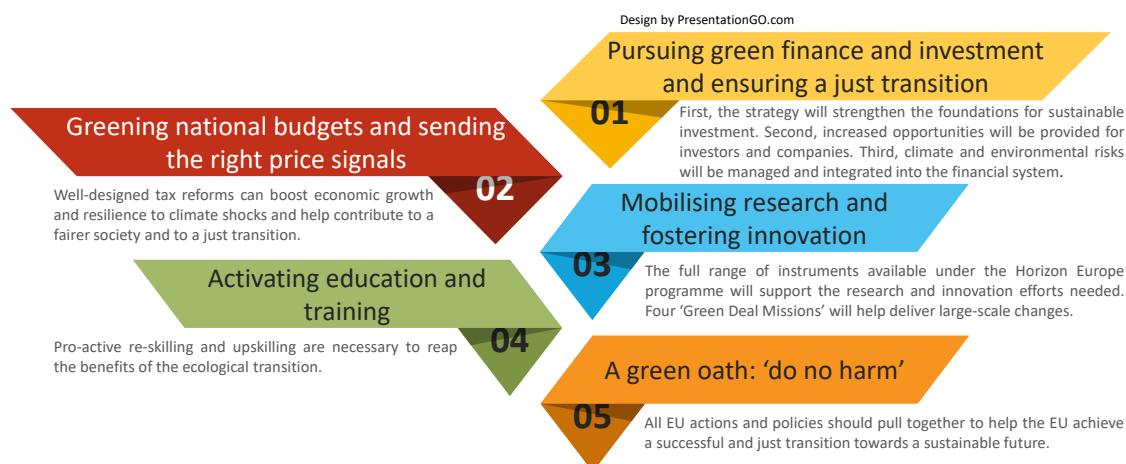 Design by PresentationGO.com
Pursuing green finance and investment
and ensuring a just transition
01
First, the strategy will strengthen the foundations for sustainable
investment. Second, increased opportunities will be provided for
investors and companies. Third, climate and environmental risks
will be managed and integrated into the financial system.
Greening national budgets and sending
the right price signals
02
Well-designed tax reforms can boost economic growth
and resilience to climate shocks and help contribute to a
fairer society and to a just transition.
Mobilising research and
fostering innovation
03
The full range of instruments available under the Horizon Europe
programme will support the research and innovation efforts needed.
Four ‘Green Deal Missions’ will help deliver large-scale changes.
Activating education and
training
04
Pro-active re-skilling and upskilling are necessary to reap
the benefits of the ecological transition.
A green oath: ‘do no harm’
05
All EU actions and policies should pull together to help the EU achieve
a successful and just transition towards a sustainable future.